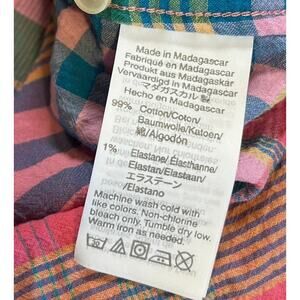 Made in Madagascar
Fabriqué en Madagascar
Produkt aus Madagaskar
Vervaardigd in Madagascar
マダガスカル 製
Hecho en Madagascar
99% Cotton/Coton/
Baumwolle/Katoen/
綿/Algodón
1% Elastane/Élasthanne/
Elastan/Elastaan/
エラステーン/
Elastano
Machine wash cold with
like colors. Non-chlorine
bleach only. Tumble dry low.
Warm iron as needed.